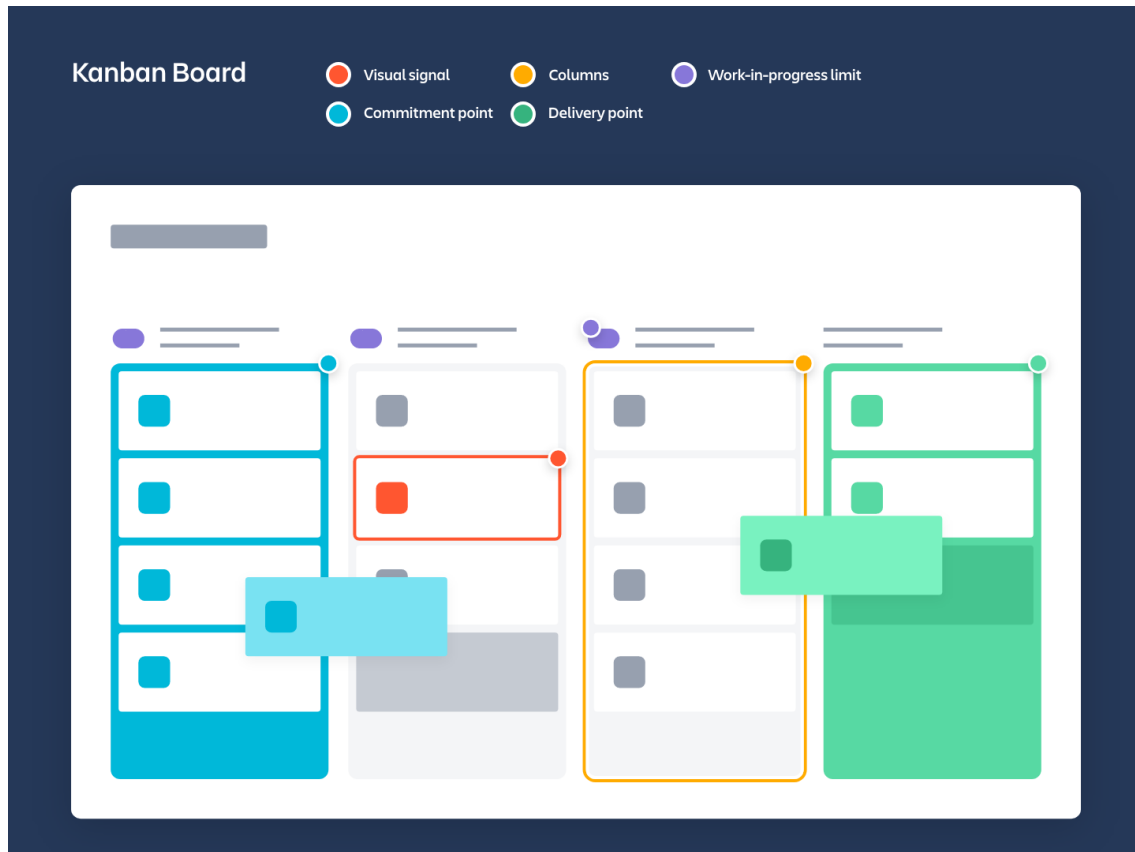 Kanban Board
Visual signal
Columns
Work-in-progress limit
Commitment point
Delivery point